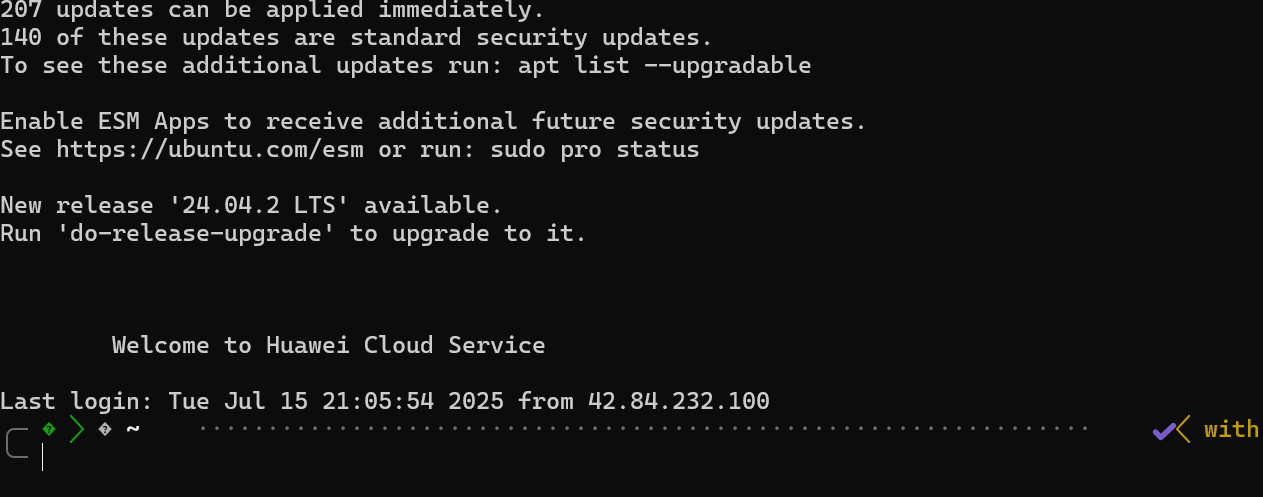 207 updates can be applied immediately.
140 of these updates are standard security updates.
To see these additional updates run: apt list --upgradable
Enable ESM Apps to receive additional future security updates.
See https://ubuntu.com/esm or run: sudo pro status
New release '24.04.2 LTS' available.
Run 'do-release-upgrade' to upgrade to it.
Welcome to Huawei Cloud Service
Last login: Tue Jul 15 21:05:54 2025 from 42.84.232.100
� > � ~ ································································ ✔ < with